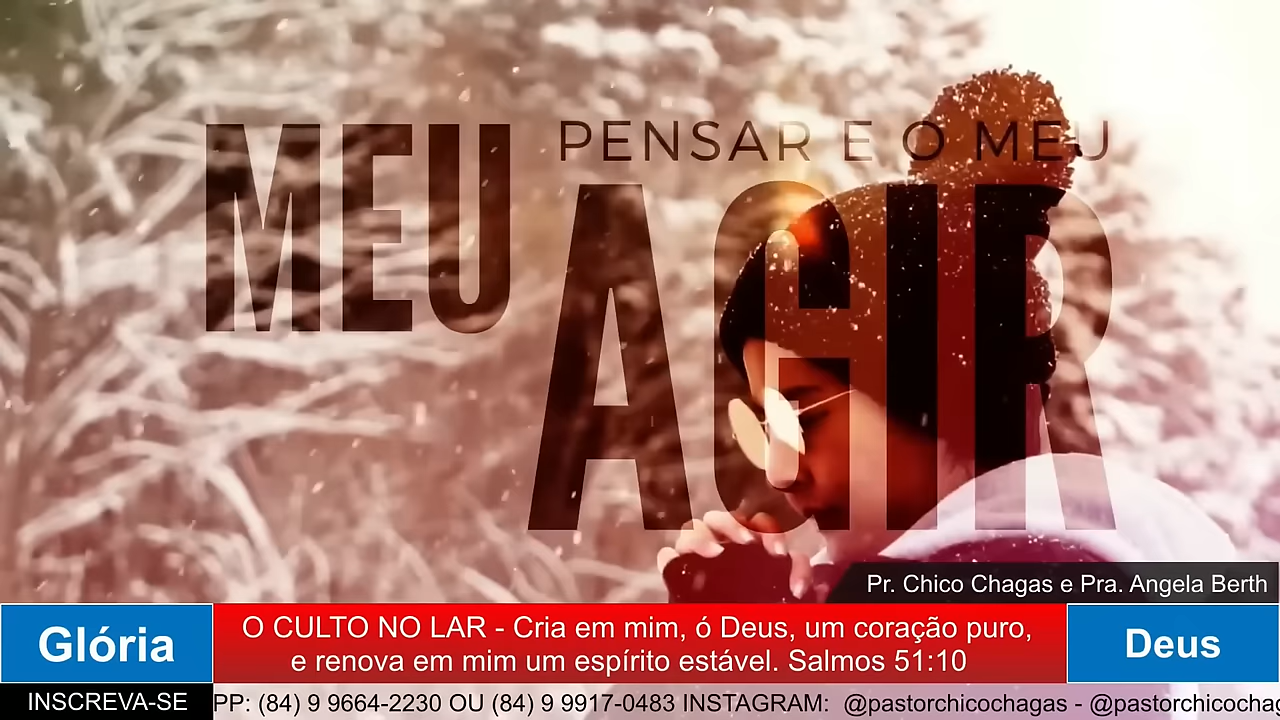 MEU
PENSAR E O MEU
AGIR
Pr. Chico Chagas e Pra. Angela Berth
Glória
O CULTO NO LAR - Cria em mim, ó Deus, um coração puro,
e renova em mim um espírito estável. Salmos 51:10
Deus
INSCREVA-SE
PP: (84) 9 9664-2230 OU (84) 9 9917-0483 INSTAGRAM: @pastorchicochagas - @pastorchicochag